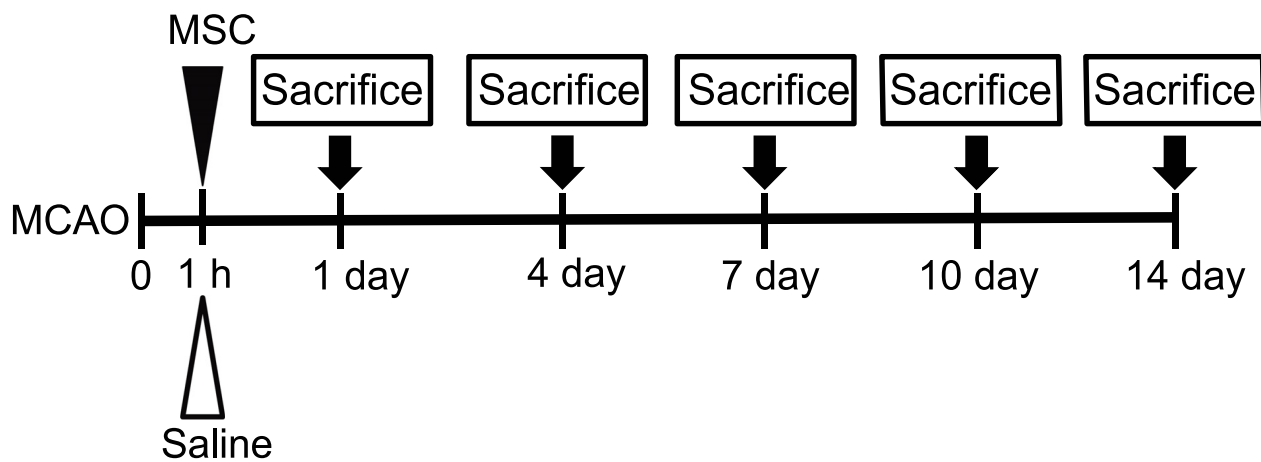 MSC
Sacrifice Sacrifice Sacrifice Sacrifice Sacrifice
MCAO
0 1 h 1 day 4 day 7 day 10 day 14 day
Saline